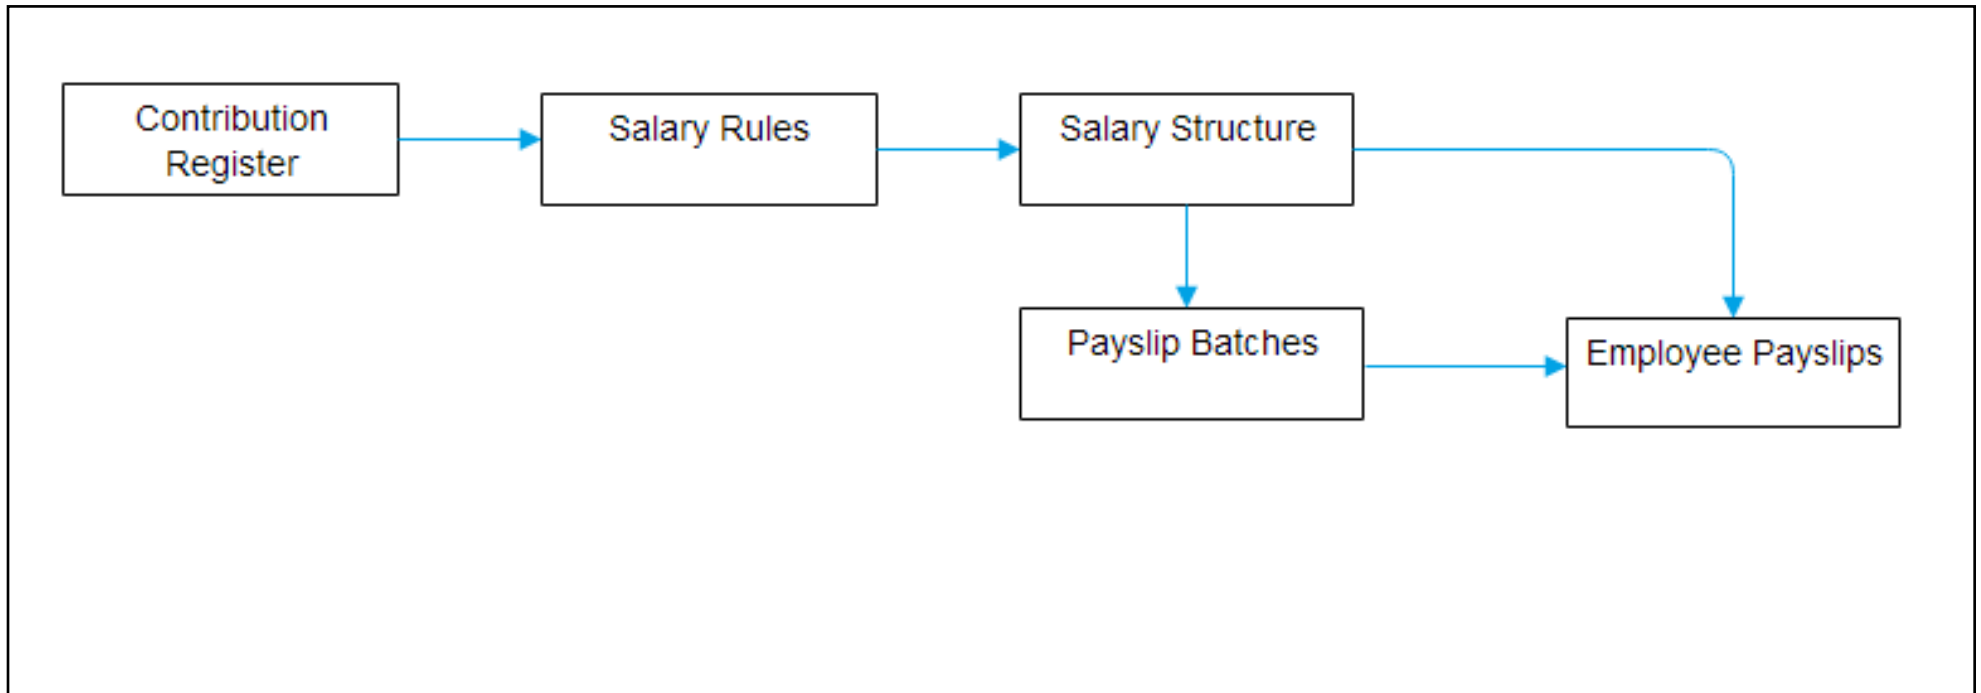 Contribution
Register
Salary Rules
Salary Structure
Payslip Batches
Employee Payslips